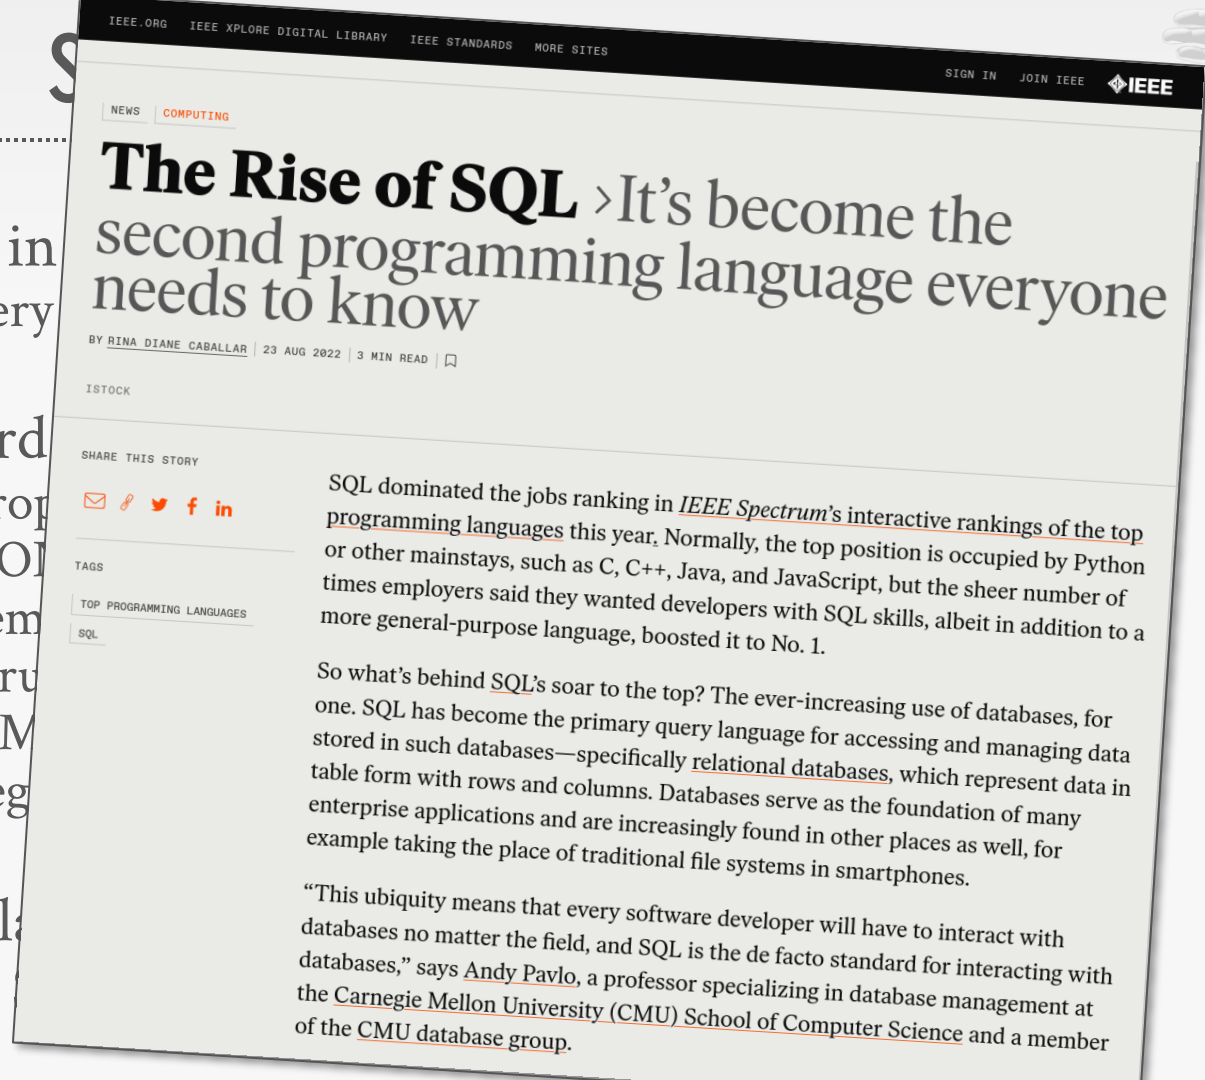 IEEE.ORG IEEE XPLORE DIGITAL LIBRARY IEEE STANDARDS MORE SITES SIGN IN JOIN IEEE IEEE
NEWS COMPUTING
The Rise of SQL ›It’s become the
second programming language everyone
needs to know
BY RINA DIANE CABALLAR 23 AUG 2022 3 MIN READ
ISTOCK
SHARE THIS STORY
TAGS
TOP PROGRAMMING LANGUAGES
SQL
SQL dominated the jobs ranking in IEEE Spectrum’s interactive rankings of the top
programming languages this year. Normally, the top position is occupied by Python
or other mainstays, such as C, C++, Java, and JavaScript, but the sheer number of
times employers said they wanted developers with SQL skills, albeit in addition to a
more general-purpose language, boosted it to No. 1.
So what’s behind SQL’s soar to the top? The ever-increasing use of databases, for
one. SQL has become the primary query language for accessing and managing data
stored in such databases—specifically relational databases, which represent data in
table form with rows and columns. Databases serve as the foundation of many
enterprise applications and are increasingly found in other places as well, for
example taking the place of traditional file systems in smartphones.
“This ubiquity means that every software developer will have to interact with
databases no matter the field, and SQL is the de facto standard for interacting with
databases,” says Andy Pavlo, a professor specializing in database management at
the Carnegie Mellon University (CMU) School of Computer Science and a member
of the CMU database group.
in